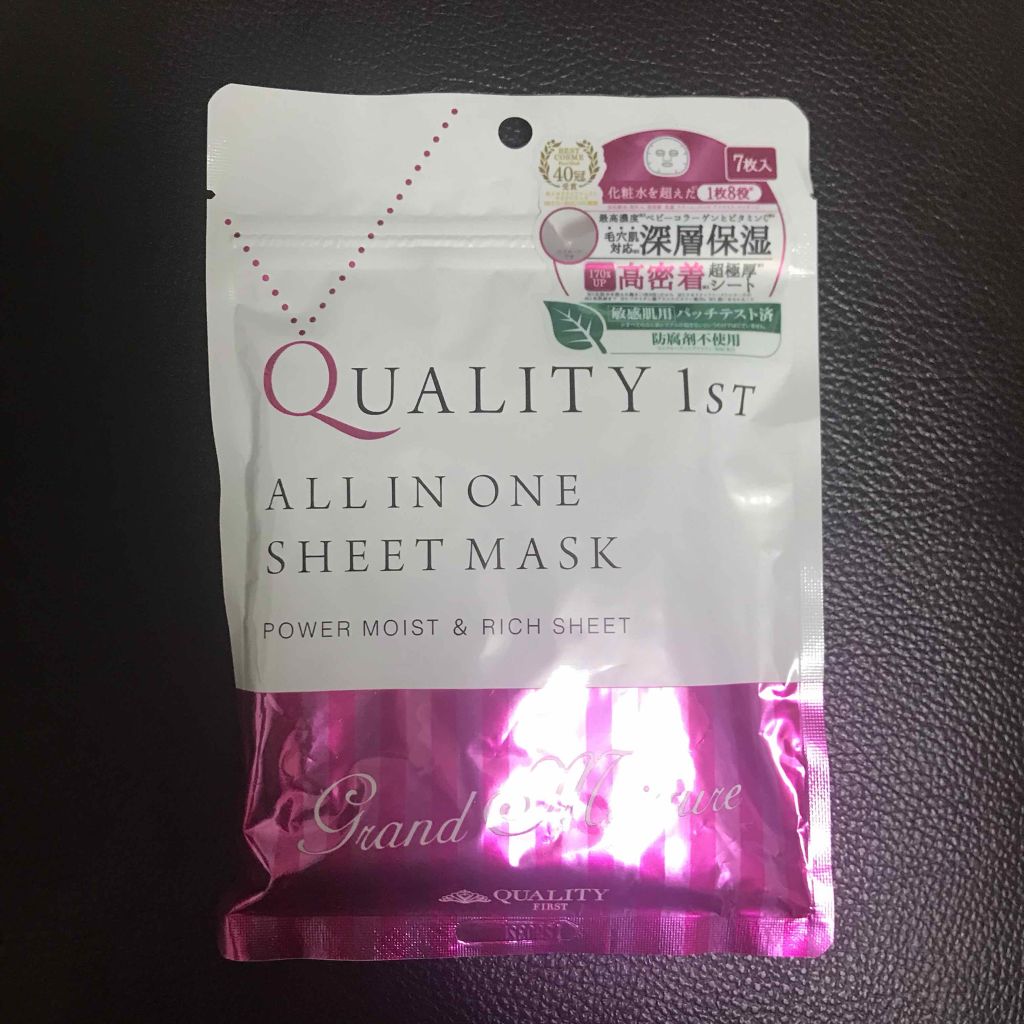 BEST
COSME
40冠
受賞
7枚入
化粧水を超えた 1枚8役
最高濃度 ベビーコラーゲンとビタミンC
毛穴肌
対応 深層保湿
170%
UP 高密着 超極厚
シート
敏感肌用 パッチテスト済
防腐剤不使用
QUALITY 1ST
ALL IN ONE
SHEET MASK
POWER MOIST & RICH SHEET
Grand
QUALITY
FIRST